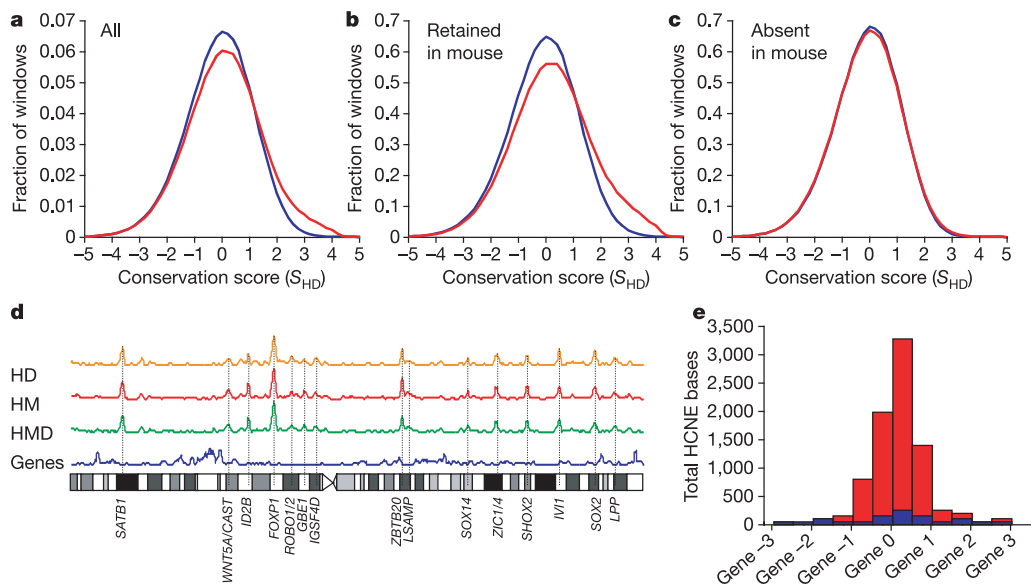 a
All
0.07
0.06
0.05
0.04
0.03
0.02
0.01
0
Fraction of windows
–5 –4 –3 –2 –1 0 1 2 3 4 5
Conservation score (SHD)
b
Retained
in mouse
0.7
0.6
0.5
0.4
0.3
0.2
0.1
0
Fraction of windows
–5 –4 –3 –2 –1 0 1 2 3 4 5
Conservation score (SHD)
c
Absent
in mouse
0.7
0.6
0.5
0.4
0.3
0.2
0.1
0
Fraction of windows
–5 –4 –3 –2 –1 0 1 2 3 4 5
Conservation score (SHD)
d
HD
HM
HMD
Genes
SATB1
WNT5A/CAST
ID2B
FOXP1
ROBO1/2
GBE1
IGSF4D
ZBTB20
LSAMP
SOX14
ZIC1/4
SHOX2
IVI1
SOX2
LPP
e
3,500
3,000
2,500
2,000
1,500
1,000
500
0
Total HCNE bases
Gene –3
Gene –2
Gene –1
Gene 0
Gene 1
Gene 2
Gene 3